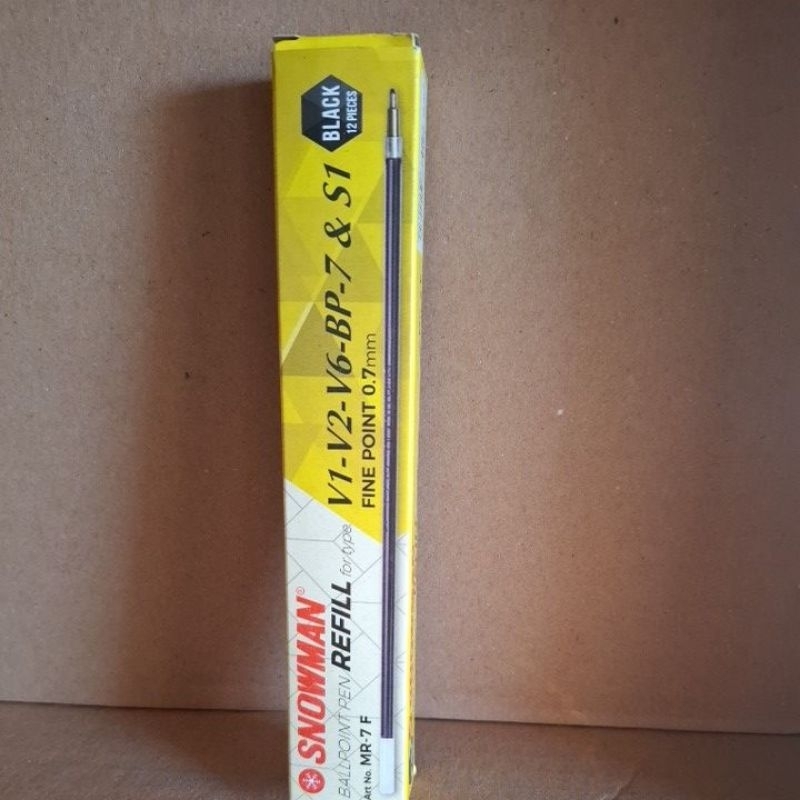 BLACK
12 PIECES
SNOWMAN®
BALLPOINT PEN REFILL for type V1-V2-V6-BP-7 & S1
FINE POINT 0.7mm
Art No. MR-7 F